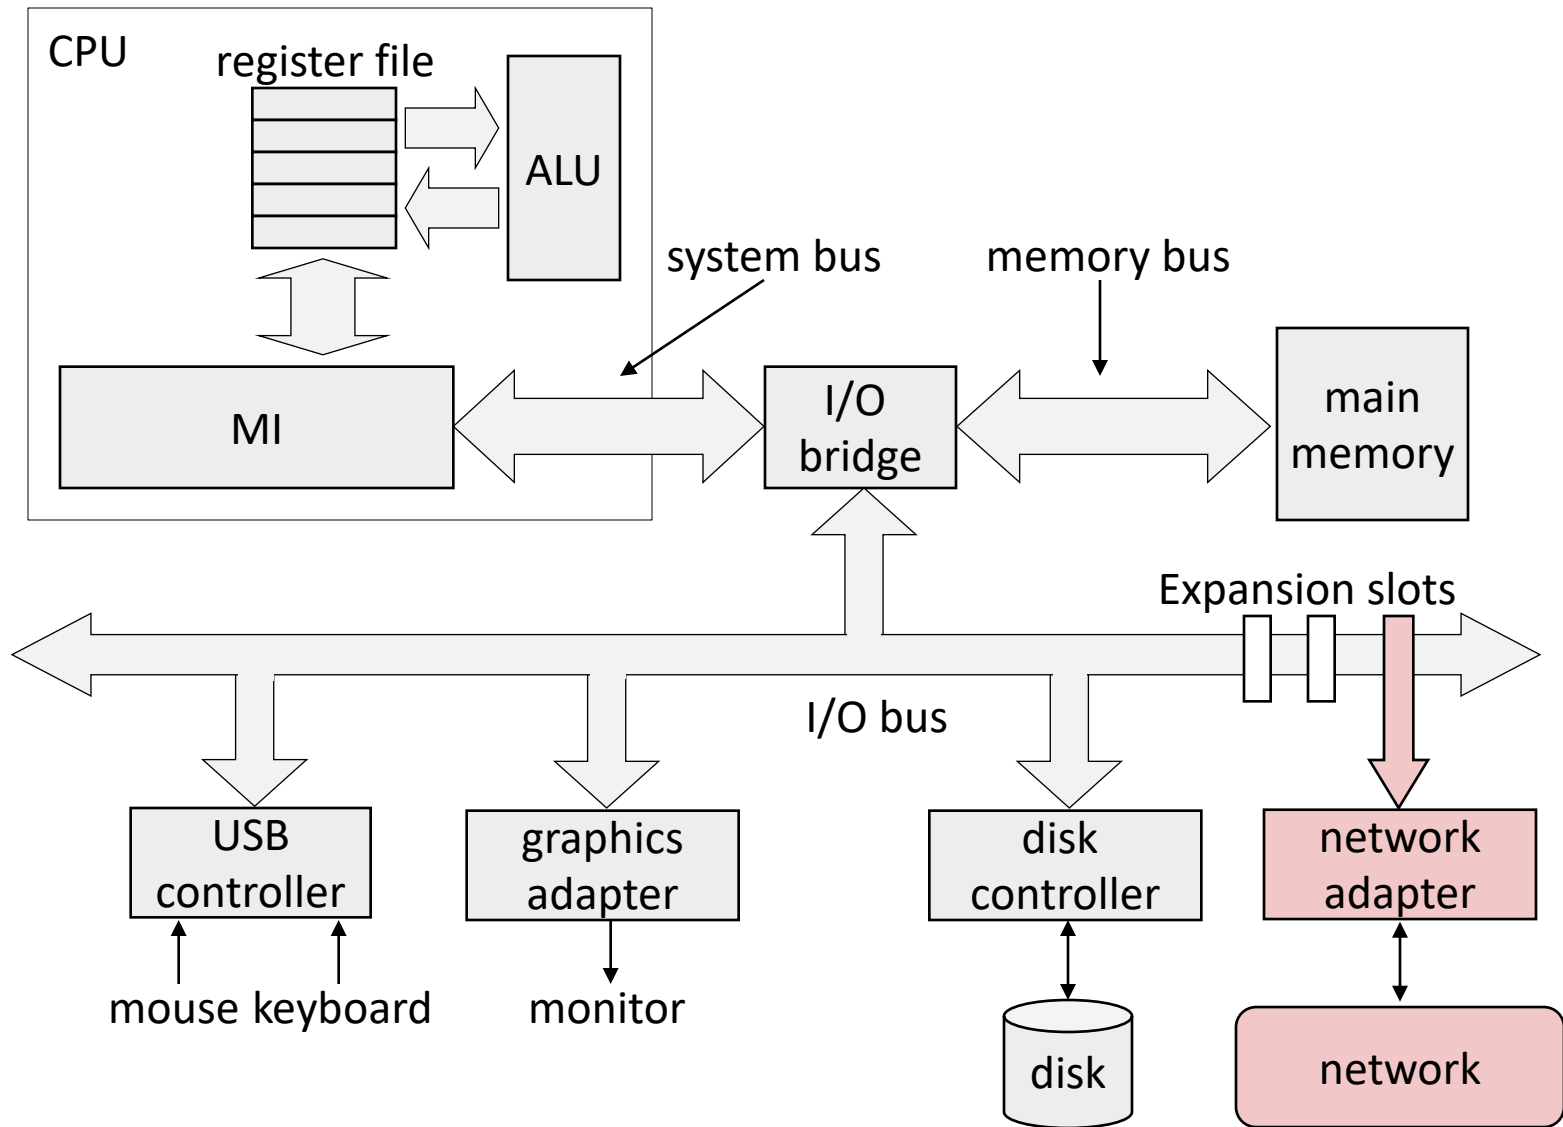 CPU
register file
ALU
system bus
memory bus
MI
I/O
bridge
main
memory
Expansion slots
I/O bus
USB
controller
graphics
adapter
disk
controller
network
adapter
mouse keyboard
monitor
disk
network